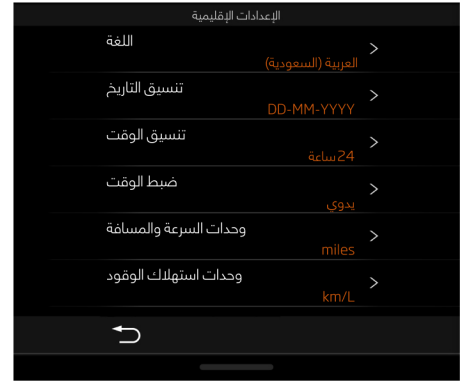 الإعدادات الإقليمية
اللغة
العربية (السعودية)
تنسيق التاريخ
DD-MM-YYYY
تنسيق الوقت
24ساعة
ضبط الوقت
يدوي
وحدات السرعة والمسافة
miles
وحدات استهلاك الوقود
km/L